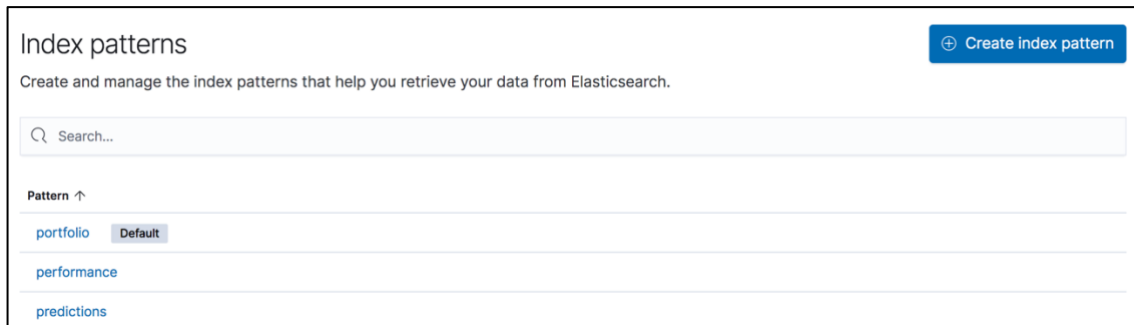 Index patterns
Create index pattern
Create and manage the index patterns that help you retrieve your data from Elasticsearch.
Search...
Pattern ↑
portfolio Default
performance
predictions